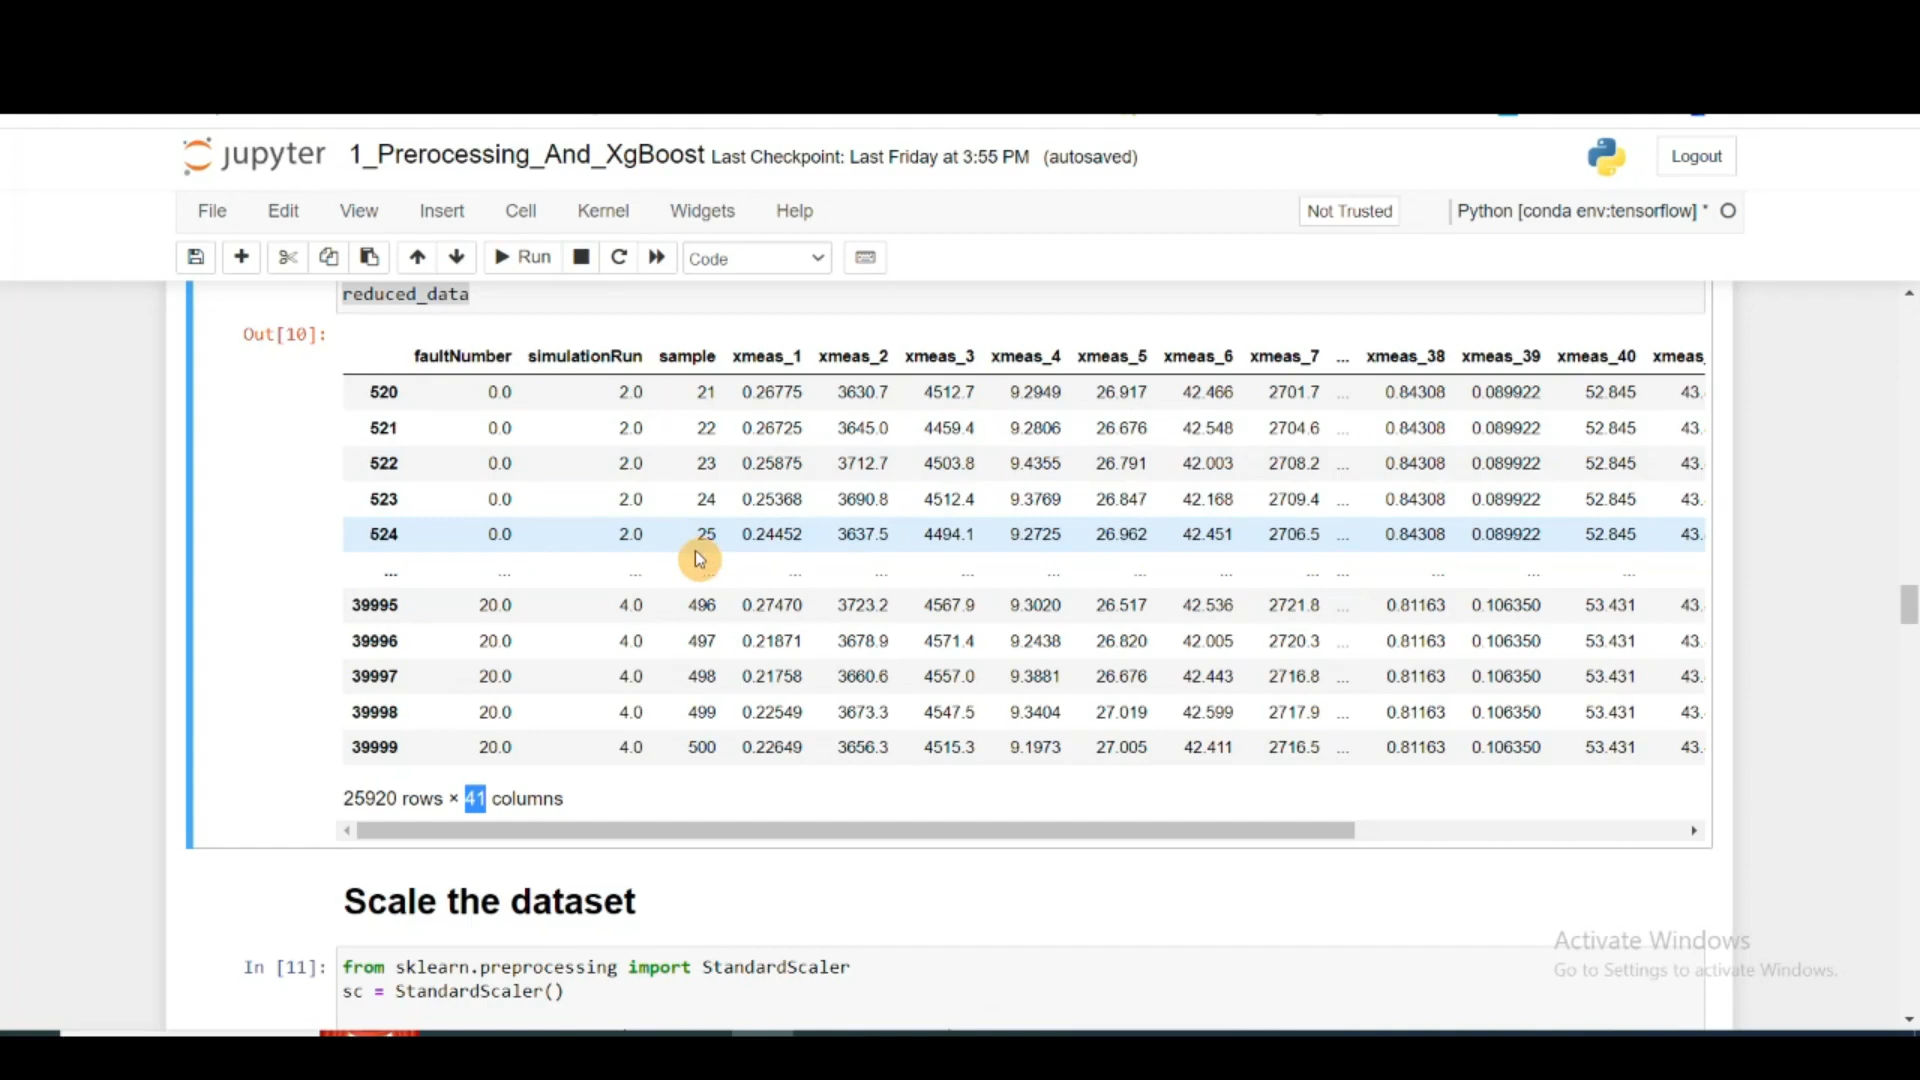 jupyter 1_Prerocessing_And_XgBoost Last Checkpoint: Last Friday at 3:55 PM (autosaved) Logout
File Edit View Insert Cell Kernel Widgets Help Not Trusted Python [conda env:tensorflow] *
Run Code
reduced_data
Out[10]:
faultNumber simulationRun sample xmeas_1 xmeas_2 xmeas_3 xmeas_4 xmeas_5 xmeas_6 xmeas_7 ... xmeas_38 xmeas_39 xmeas_40 xmeas_
520 0.0 2.0 21 0.26775 3630.7 4512.7 9.2949 26.917 42.466 2701.7 ... 0.84308 0.089922 52.845 43.
521 0.0 2.0 22 0.26725 3645.0 4459.4 9.2806 26.676 42.548 2704.6 ... 0.84308 0.089922 52.845 43.
522 0.0 2.0 23 0.25875 3712.7 4503.8 9.4355 26.791 42.003 2708.2 ... 0.84308 0.089922 52.845 43.
523 0.0 2.0 24 0.25368 3690.8 4512.4 9.3769 26.847 42.168 2709.4 ... 0.84308 0.089922 52.845 43.
524 0.0 2.0 25 0.24452 3637.5 4494.1 9.2725 26.962 42.451 2706.5 ... 0.84308 0.089922 52.845 43.
... ... ... ... ... ... ... ... ... ... ... ... ... ... ...
39995 20.0 4.0 496 0.27470 3723.2 4567.9 9.3020 26.517 42.536 2721.8 ... 0.81163 0.106350 53.431 43.
39996 20.0 4.0 497 0.21871 3678.9 4571.4 9.2438 26.820 42.005 2720.3 ... 0.81163 0.106350 53.431 43.
39997 20.0 4.0 498 0.21758 3660.6 4557.0 9.3881 26.676 42.443 2716.8 ... 0.81163 0.106350 53.431 43.
39998 20.0 4.0 499 0.22549 3673.3 4547.5 9.3404 27.019 42.599 2717.9 ... 0.81163 0.106350 53.431 43.
39999 20.0 4.0 500 0.22649 3656.3 4515.3 9.1973 27.005 42.411 2716.5 ... 0.81163 0.106350 53.431 43.
25920 rows × 41 columns
Scale the dataset
In [11]: from sklearn.preprocessing import StandardScaler
sc = StandardScaler()
Activate Windows
Go to Settings to activate Windows.